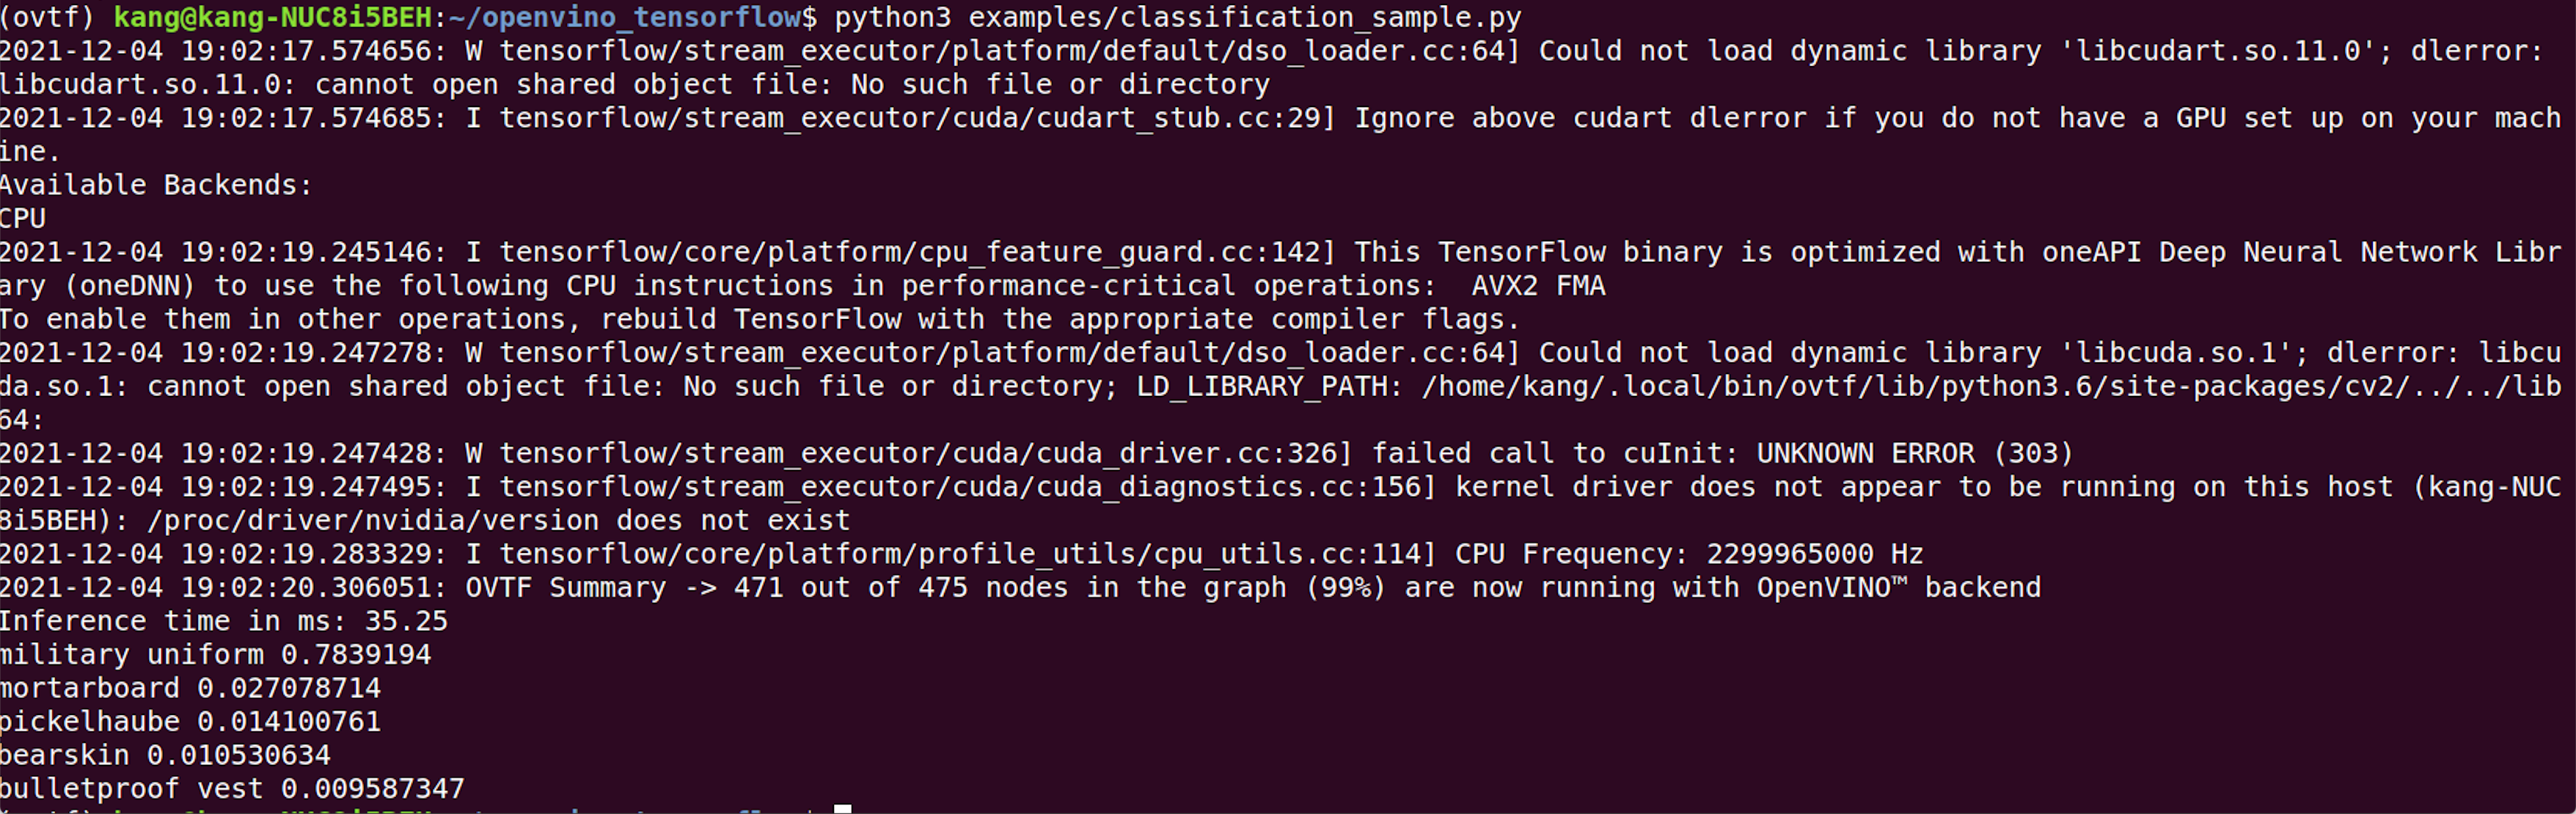 (ovtf) kang@kang-NUC8i5BEH:~/openvino_tensorflow$ python3 examples/classification_sample.py
2021-12-04 19:02:17.574656: W tensorflow/stream_executor/platform/default/dso_loader.cc:64] Could not load dynamic library 'libcudart.so.11.0'; dlerror:
libcudart.so.11.0: cannot open shared object file: No such file or directory
2021-12-04 19:02:17.574685: I tensorflow/stream_executor/cuda/cudart_stub.cc:29] Ignore above cudart dlerror if you do not have a GPU set up on your mach
ine.
Available Backends:
CPU
2021-12-04 19:02:19.245146: I tensorflow/core/platform/cpu_feature_guard.cc:142] This TensorFlow binary is optimized with oneAPI Deep Neural Network Libr
ary (oneDNN) to use the following CPU instructions in performance-critical operations:  AVX2 FMA
To enable them in other operations, rebuild TensorFlow with the appropriate compiler flags.
2021-12-04 19:02:19.247278: W tensorflow/stream_executor/platform/default/dso_loader.cc:64] Could not load dynamic library 'libcuda.so.1'; dlerror: libcu
da.so.1: cannot open shared object file: No such file or directory; LD_LIBRARY_PATH: /home/kang/.local/bin/ovtf/lib/python3.6/site-packages/cv2/../../lib
64:
2021-12-04 19:02:19.247428: W tensorflow/stream_executor/cuda/cuda_driver.cc:326] failed call to cuInit: UNKNOWN ERROR (303)
2021-12-04 19:02:19.247495: I tensorflow/stream_executor/cuda/cuda_diagnostics.cc:156] kernel driver does not appear to be running on this host (kang-NUC
8i5BEH): /proc/driver/nvidia/version does not exist
2021-12-04 19:02:19.283329: I tensorflow/core/platform/profile_utils/cpu_utils.cc:114] CPU Frequency: 2299965000 Hz
2021-12-04 19:02:20.306051: OVTF Summary -> 471 out of 475 nodes in the graph (99%) are now running with OpenVINO™ backend
Inference time in ms: 35.25
military uniform 0.7839194
mortarboard 0.027078714
pickelhaube 0.014100761
bearskin 0.010530634
bulletproof vest 0.009587347